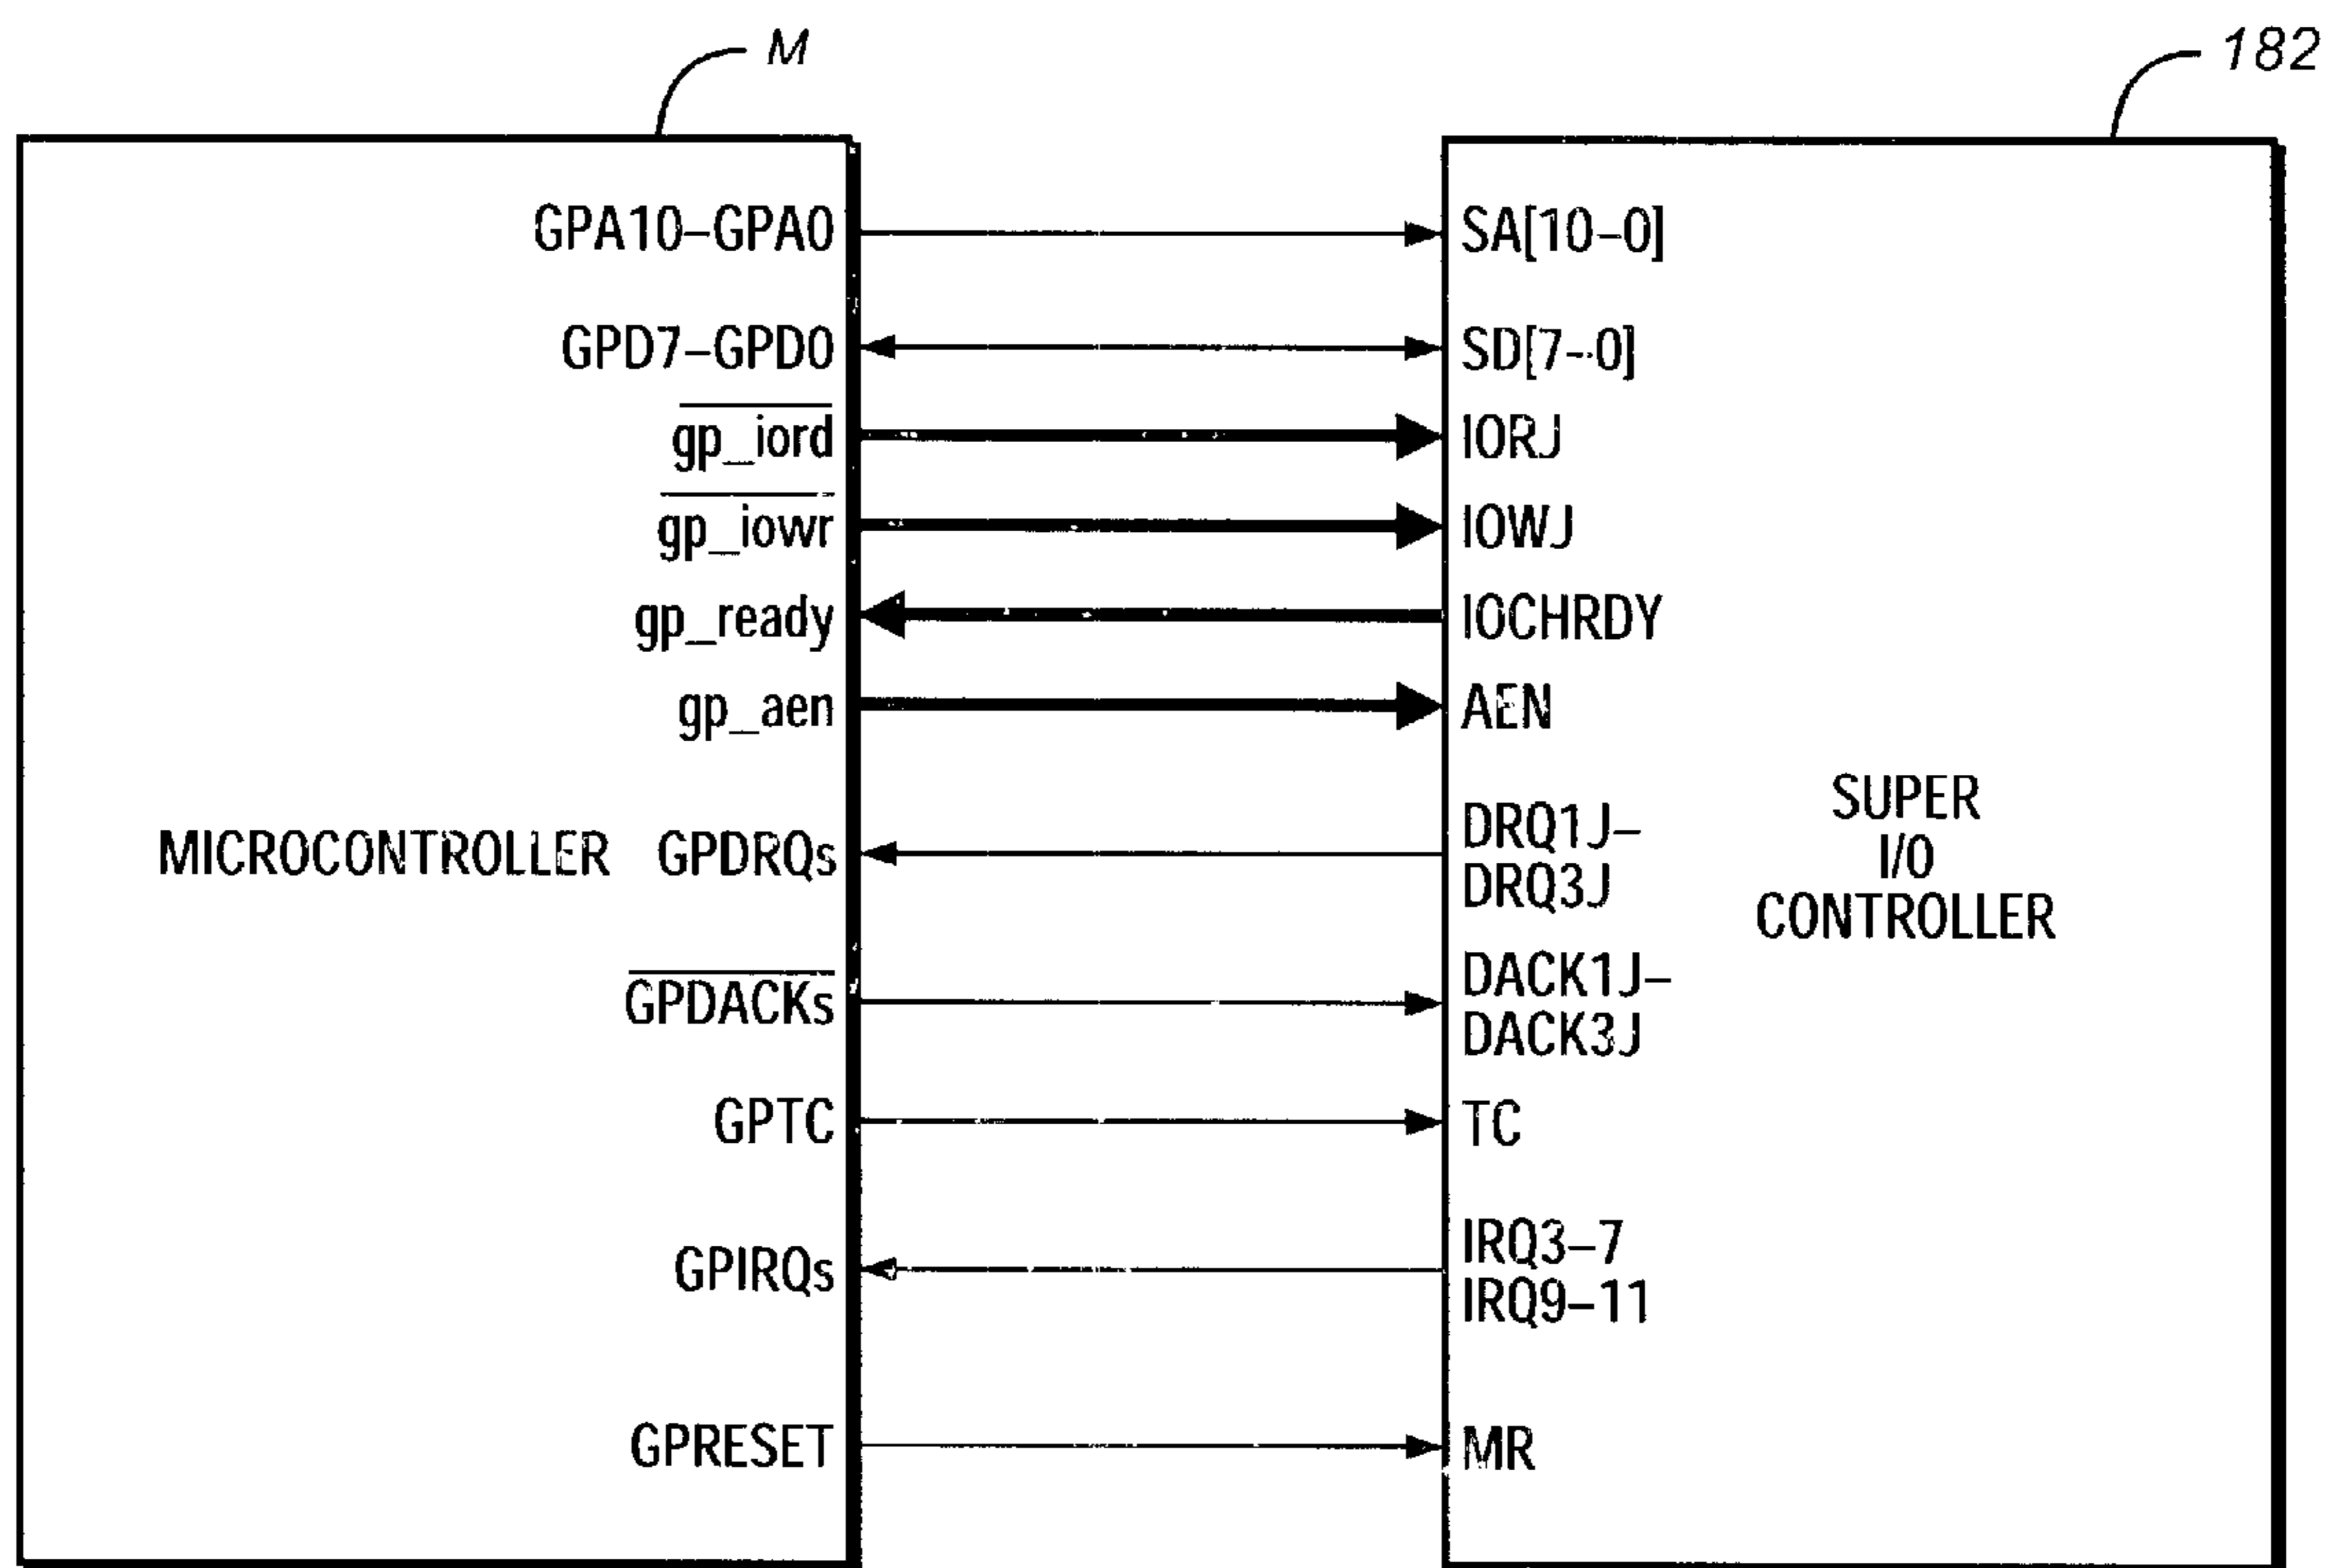 M
182
GPA10–GPA0
SA[10–0]
GPD7–GPD0
SD[7–0]
gp_iord
IORJ
gp_iowr
IOWJ
gp_ready
IOCHRDY
gp_aen
AEN
MICROCONTROLLER
GPDRQs
DRQ1J–
DRQ3J
SUPER
I/O
CONTROLLER
GPDACKs
DACK1J–
DACK3J
GPTC
TC
GPIRQs
IRQ3–7
IRQ9–11
GPRESET
MR